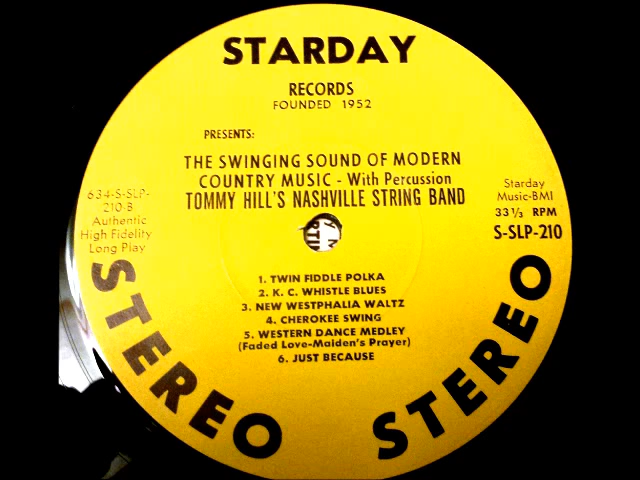 STARDAY
RECORDS
FOUNDED 1952
PRESENTS:
THE SWINGING SOUND OF MODERN
COUNTRY MUSIC - With Percussion
TOMMY HILL'S NASHVILLE STRING BAND
634-S-SLP-
210-B
Authentic
High Fidelity
Long Play
Starday
Music-BMI
33⅓ RPM
S-SLP-210
1. TWIN FIDDLE POLKA
2. K. C. WHISTLE BLUES
3. NEW WESTPHALIA WALTZ
4. CHEROKEE SWING
5. WESTERN DANCE MEDLEY
(Faded Love-Maiden's Prayer)
6. JUST BECAUSE
STEREO
STEREO